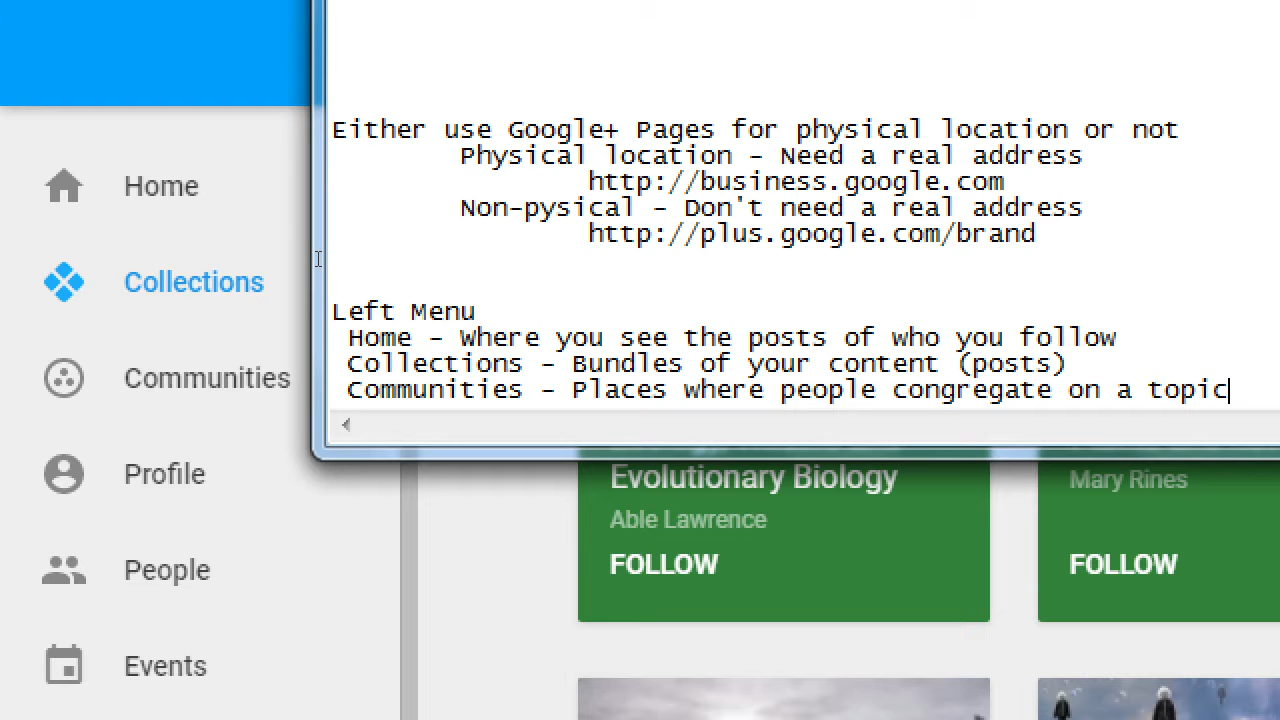 Either use Google+ Pages for physical location or not
Physical location - Need a real address
http://business.google.com
Non-pysical - Don't need a real address
http://plus.google.com/brand
Left Menu
Home - Where you see the posts of who you follow
Collections - Bundles of your content (posts)
Communities - Places where people congregate on a topic
Home
Collections
Communities
Profile
People
Events
Evolutionary Biology
Able Lawrence
FOLLOW
Mary Rines
FOLLOW